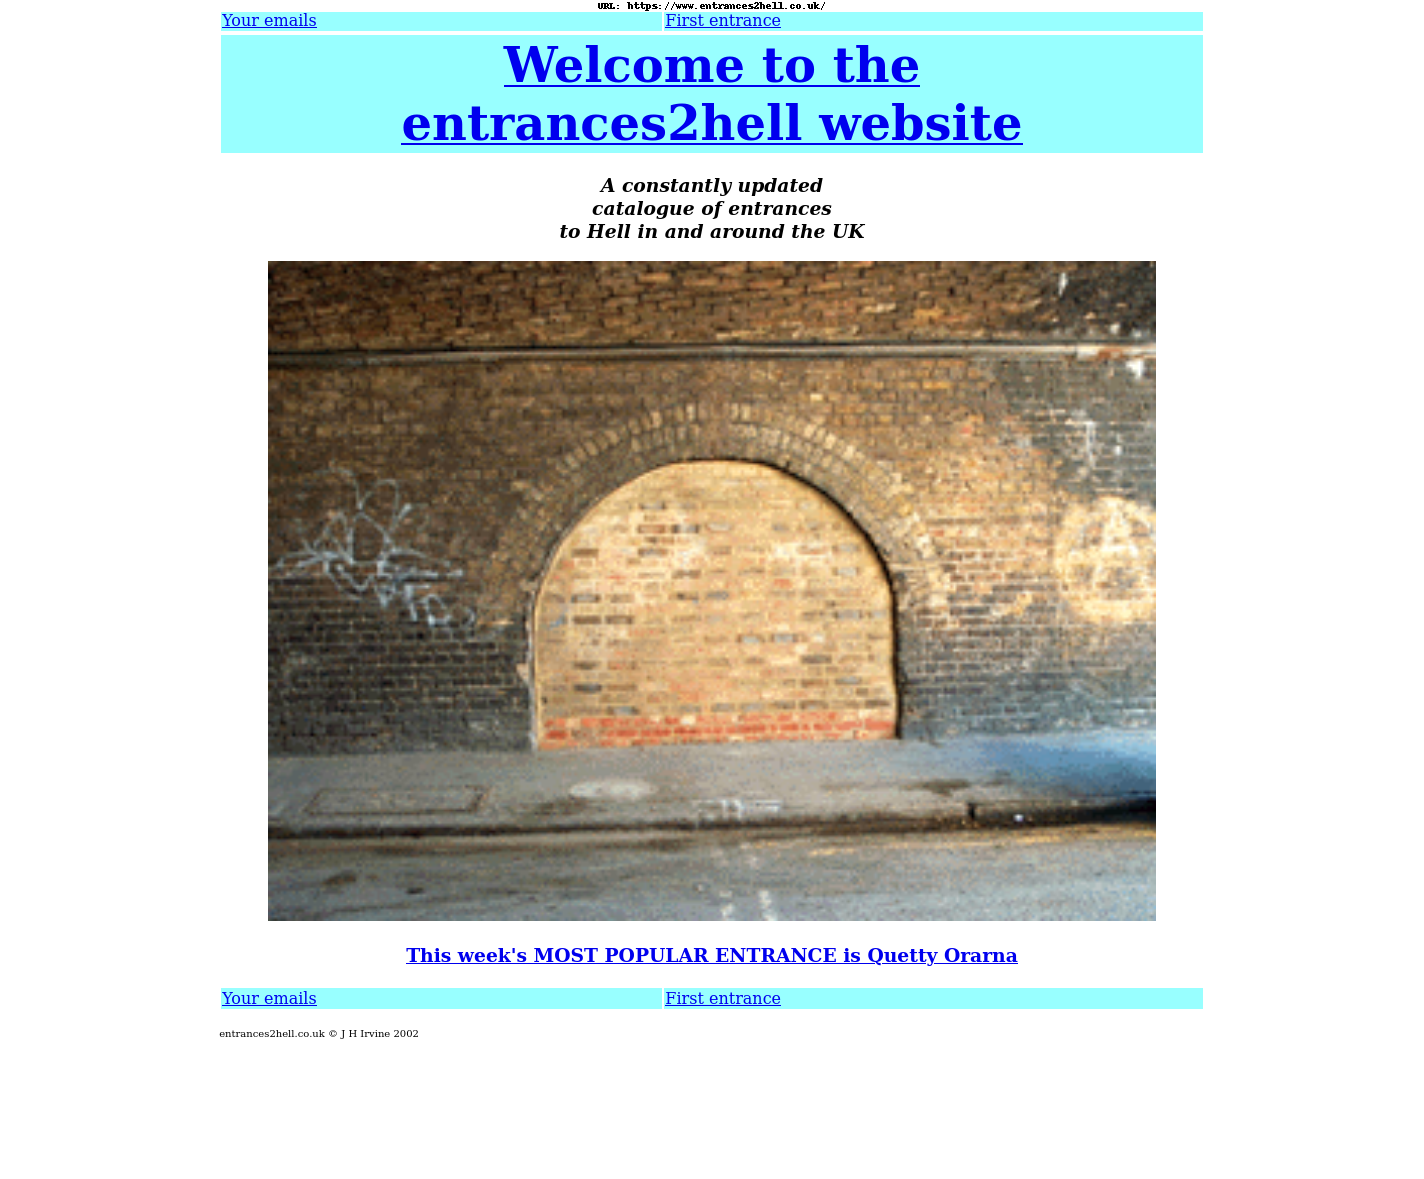 URL: https://www.entrances2hell.co.uk/
Your emails
First entrance
Welcome to the
entrances2hell website
A constantly updated
catalogue of entrances
to Hell in and around the UK
This week's MOST POPULAR ENTRANCE is Quetty Orarna
Your emails
First entrance
entrances2hell.co.uk © J H Irvine 2002